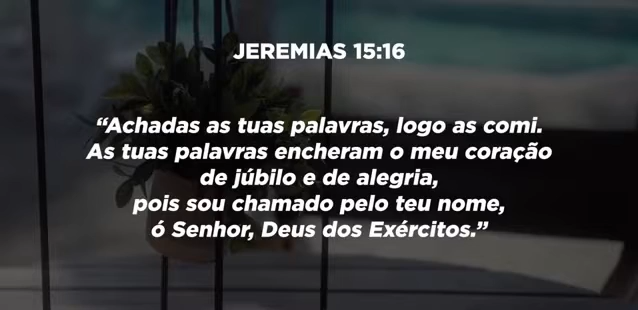 JEREMIAS 15:16
“Achadas as tuas palavras, logo as comi.
As tuas palavras encheram o meu coração
de júbilo e de alegria,
pois sou chamado pelo teu nome,
ó Senhor, Deus dos Exércitos.”